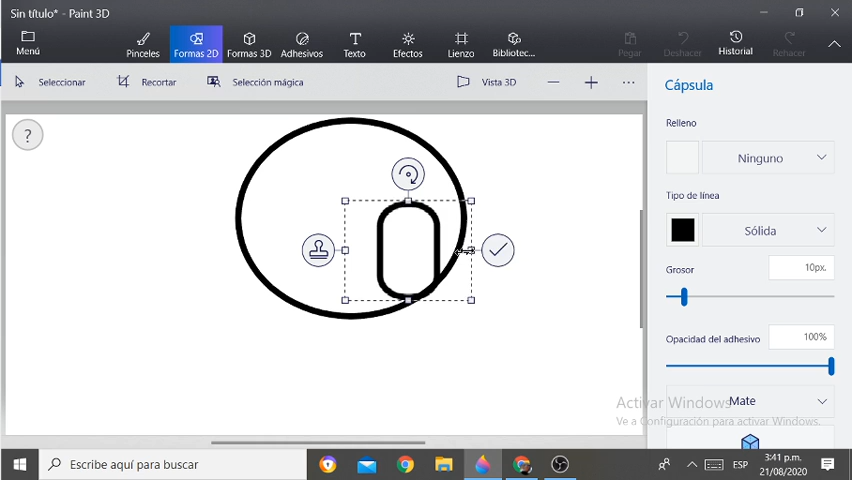 Sin título* - Paint 3D
Menú
Pinceles
Formas 2D
Formas 3D
Adhesivos
Texto
Efectos
Lienzo
Bibliotec...
Pegar
Deshacer
Historial
Rehacer
Seleccionar
Recortar
Selección mágica
Vista 3D
?
Cápsula
Relleno
Ninguno
Tipo de línea
Sólida
Grosor
10px.
Opacidad del adhesivo
100%
Mate
Activar Windows
Ve a Configuración para activar Windows.
Escribe aquí para buscar
ESP
3:41 p.m.
21/08/2020